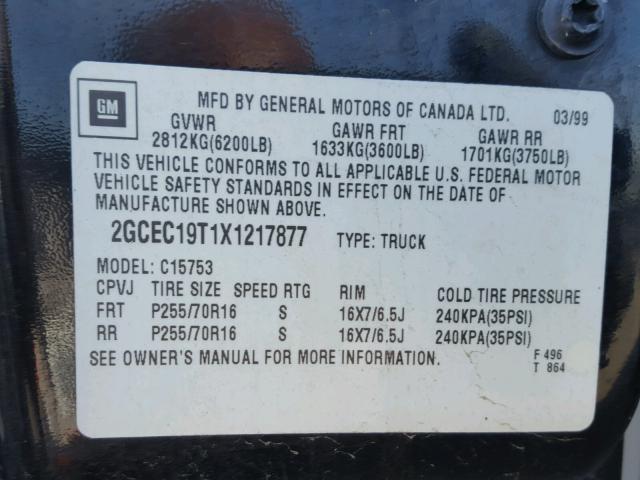 GM
MFD BY GENERAL MOTORS OF CANADA LTD. 03/99
GVWR GAWR FRT GAWR RR
2812KG(6200LB) 1633KG(3600LB) 1701KG(3750LB)
THIS VEHICLE CONFORMS TO ALL APPLICABLE U.S. FEDERAL MOTOR
VEHICLE SAFETY STANDARDS IN EFFECT ON THE DATE OF
MANUFACTURE SHOWN ABOVE.
2GCEC19T1X1217877 TYPE: TRUCK
MODEL: C15753
CPVJ TIRE SIZE SPEED RTG RIM COLD TIRE PRESSURE
FRT P255/70R16 S 16X7/6.5J 240KPA(35PSI)
RR P255/70R16 S 16X7/6.5J 240KPA(35PSI)
SEE OWNER'S MANUAL FOR MORE INFORMATION. F 496
T 864